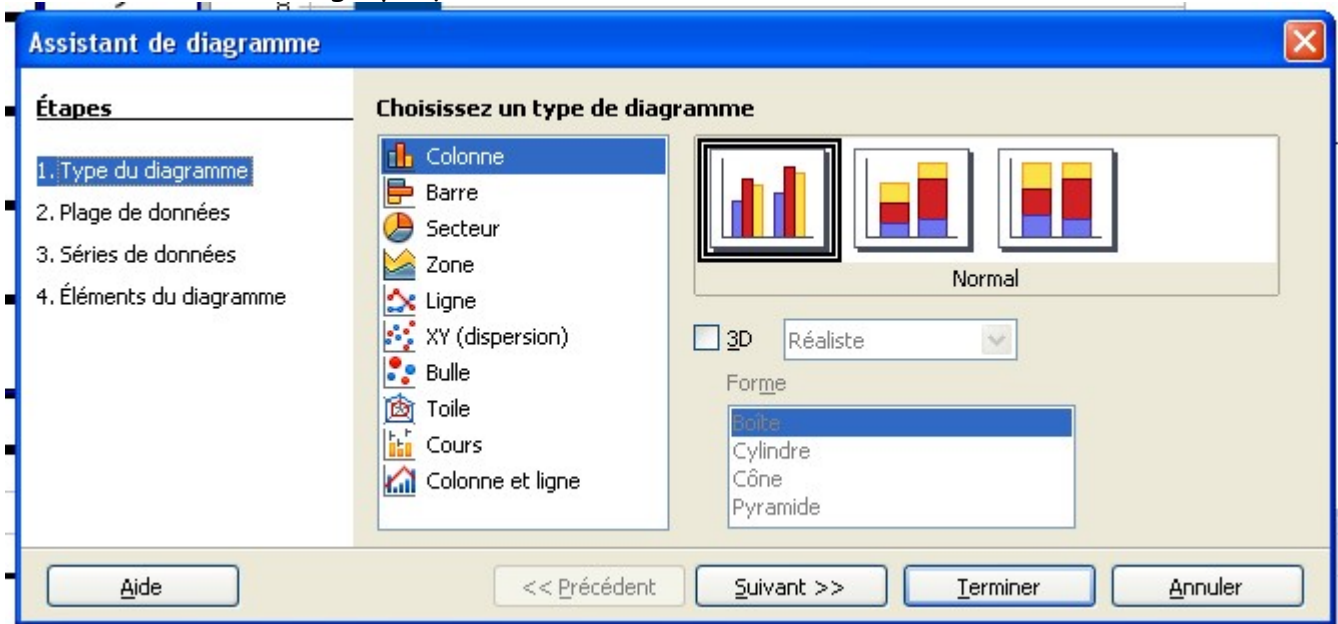 Assistant de diagramme
Étapes
1. Type du diagramme
2. Plage de données
3. Séries de données
4. Éléments du diagramme
Choisissez un type de diagramme
Colonne
Barre
Secteur
Zone
Ligne
XY (dispersion)
Bulle
Toile
Cours
Colonne et ligne
Normal
3D
Réaliste
Forme
Boîte
Cylindre
Cône
Pyramide
Aide
<< Précédent
Suivant >>
Terminer
Annuler